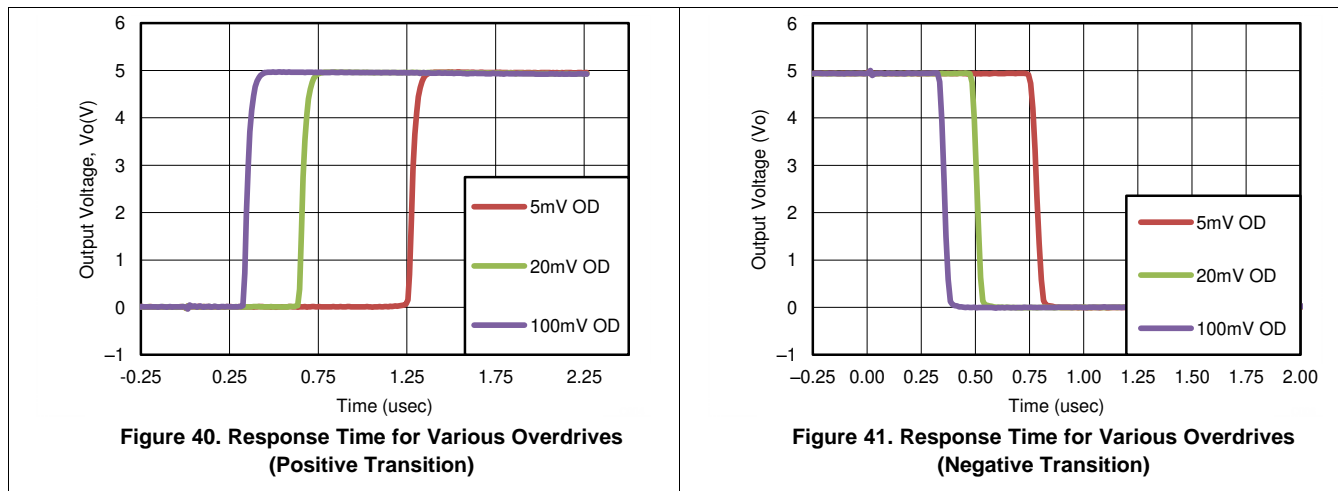 6
5
4
3
2
1
0
–1
Output Voltage, Vo(V)
5mV OD
20mV OD
100mV OD
-0.25 0.25 0.75 1.25 1.75 2.25
Time (usec)
Figure 40. Response Time for Various Overdrives
(Positive Transition)
6
5
4
3
2
1
0
–1
Output Voltage (Vo)
5mV OD
20mV OD
100mV OD
–0.25 0.00 0.25 0.50 0.75 1.00 1.25 1.50 1.75 2.00
Time (usec)
Figure 41. Response Time for Various Overdrives
(Negative Transition)